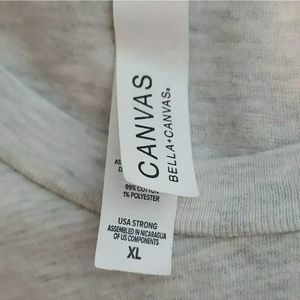 CANVAS
BELLA+CANVAS®
99% COTTON
1% POLYESTER
USA STRONG
ASSEMBLED IN NICARAGUA
OF US COMPONENTS
XL